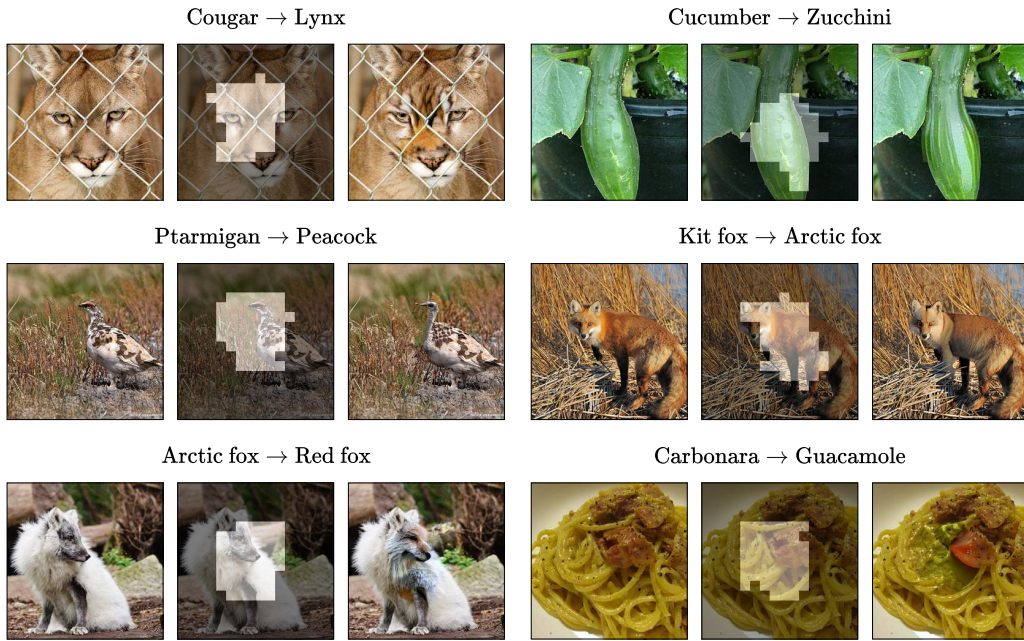 Cougar → Lynx
Cucumber → Zucchini
Ptarmigan → Peacock
Kit fox → Arctic fox
Arctic fox → Red fox
Carbonara → Guacamole